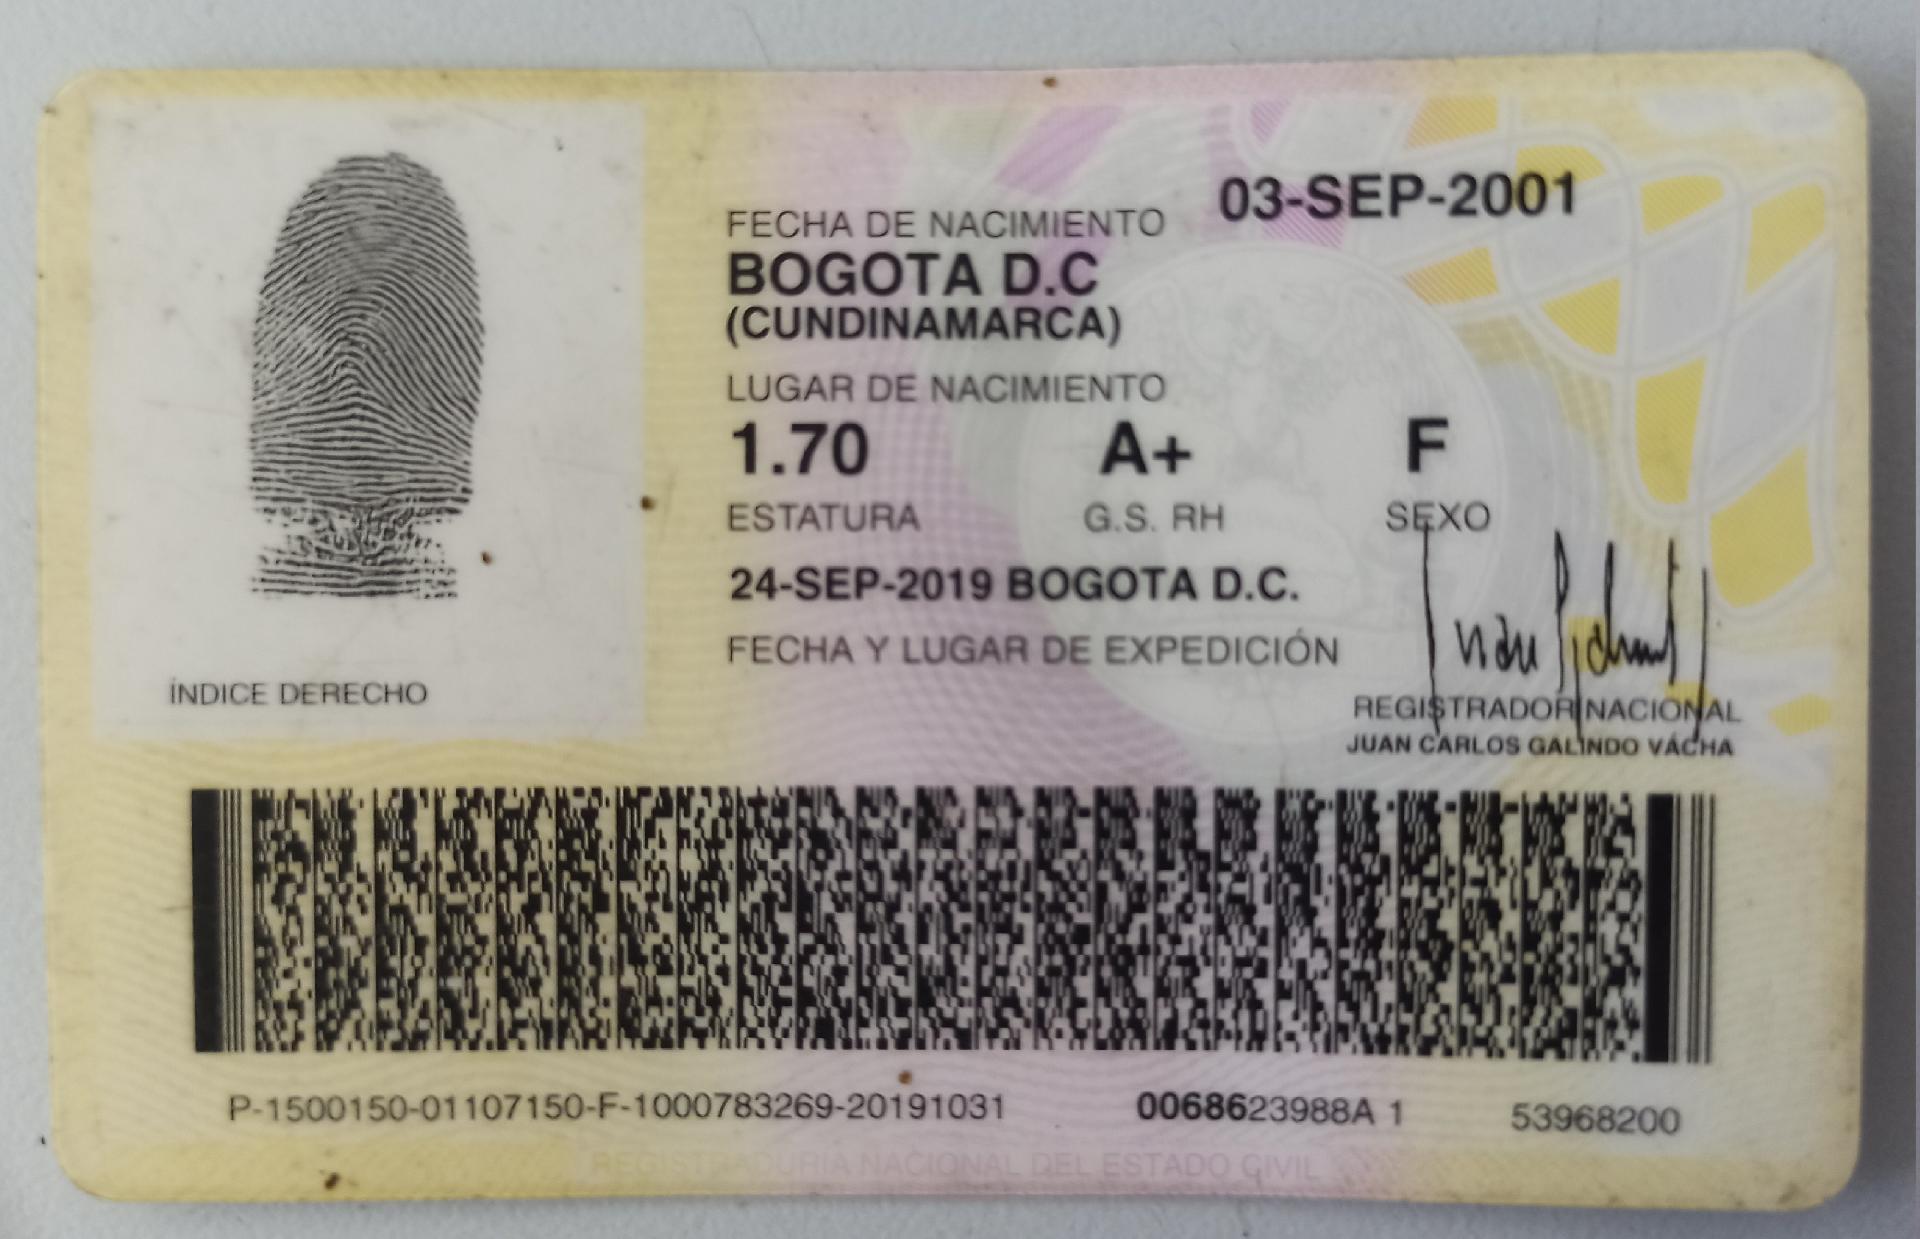 FECHA DE NACIMIENTO 03-SEP-2001
BOGOTA D.C
(CUNDINAMARCA)
LUGAR DE NACIMIENTO
1.70 A+ F
ESTATURA G.S. RH SEXO
24-SEP-2019 BOGOTA D.C.
FECHA Y LUGAR DE EXPEDICIÓN
ÍNDICE DERECHO
REGISTRADOR NACIONAL
JUAN CARLOS GALINDO VÁCHA
P-1500150-01107150-F-1000783269-20191031 0068623988A 1 53968200
REGISTRADURIA NACIONAL DEL ESTADO CIVIL